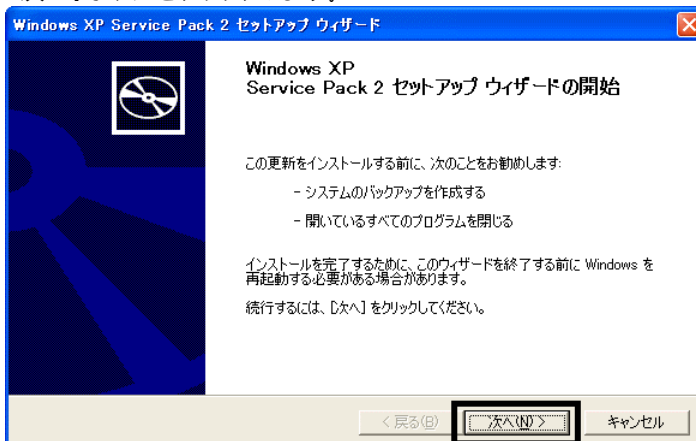 Windows XP Service Pack 2 セットアップ ウィザード
Windows XP
Service Pack 2 セットアップ ウィザードの開始
この更新をインストールする前に、次のことをお勧めします:
- システムのバックアップを作成する
- 開いているすべてのプログラムを閉じる
インストールを完了するために、このウィザードを終了する前に Windows を
再起動する必要がある場合があります。
続行するには、[次へ] をクリックしてください。
< 戻る(B)
次へ(N) >
キャンセル